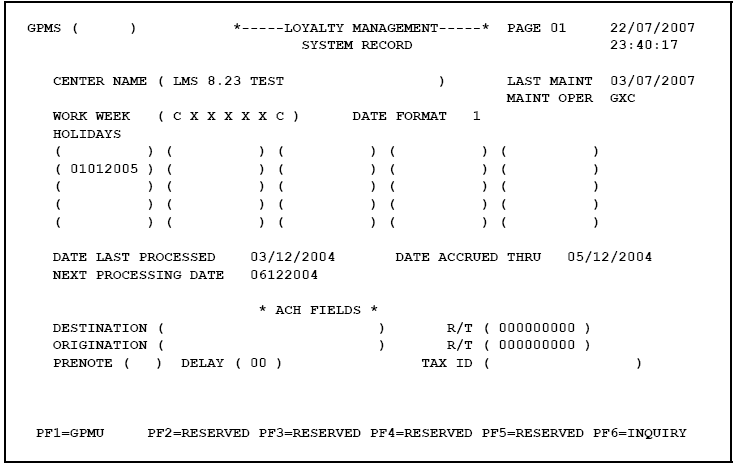 GPMS (        )            *-----LOYALTY MANAGEMENT-----*  PAGE 01     22/07/2007
SYSTEM RECORD                       23:40:17
CENTER NAME ( LMS 8.23 TEST                  )       LAST MAINT  03/07/2007
MAINT OPER  GXC
WORK WEEK   ( C X X X X X C )      DATE FORMAT   1
HOLIDAYS
(          ) (          ) (          ) (          ) (          )
( 01012005 ) (          ) (          ) (          ) (          )
(          ) (          ) (          ) (          ) (          )
(          ) (          ) (          ) (          ) (          )
(          ) (          ) (          ) (          ) (          )
DATE LAST PROCESSED    03/12/2004       DATE ACCRUED THRU   05/12/2004
NEXT PROCESSING DATE   06122004
* ACH FIELDS *
DESTINATION (                         )       R/T ( 000000000 )
ORIGINATION (                         )       R/T ( 000000000 )
PRENOTE (   )  DELAY ( 00 )                TAX ID (                 )
PF1=GPMU     PF2=RESERVED PF3=RESERVED PF4=RESERVED PF5=RESERVED PF6=INQUIRY